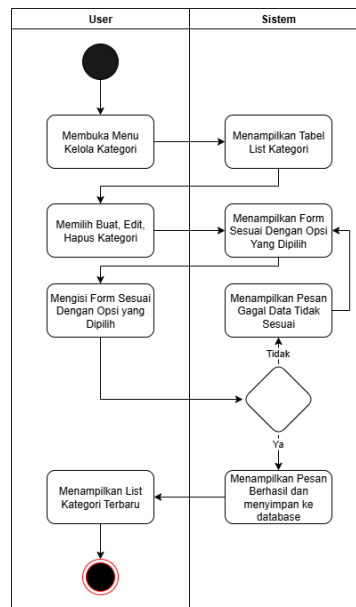 User
Sistem
Membuka Menu
Kelola Kategori
Menampilkan Tabel
List Kategori
Memilih Buat, Edit,
Hapus Kategori
Menampilkan Form
Sesuai Dengan Opsi
Yang Dipilih
Mengisi Form Sesuai
Dengan Opsi yang
Dipilih
Menampilkan Pesan
Gagal Data Tidak
Sesuai
Tidak
Ya
Menampilkan Pesan
Berhasil dan
menyimpan ke
database
Menampilkan List
Kategori Terbaru